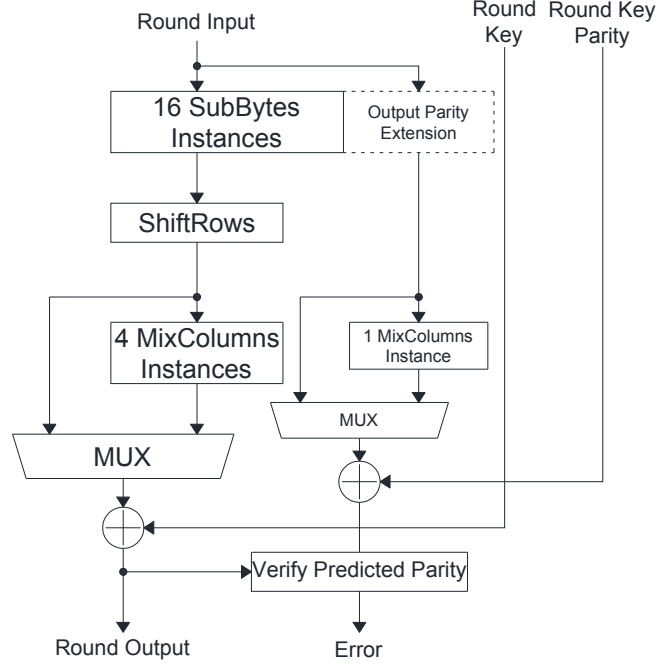 Round Input
Round
Key
Round Key
Parity
16 SubBytes
Instances
Output Parity
Extension
ShiftRows
4 MixColumns
Instances
1 MixColumns
Instance
MUX
MUX
Verify Predicted Parity
Round Output
Error